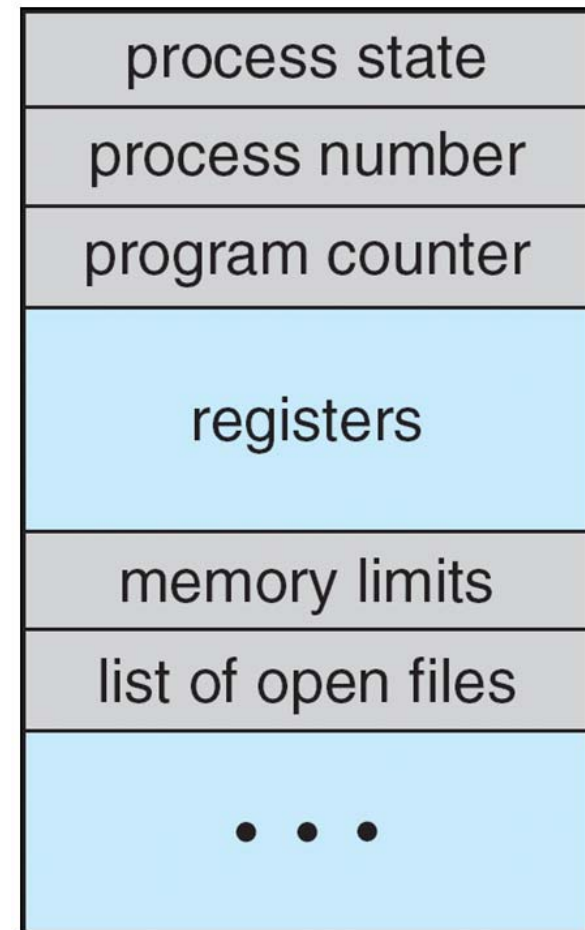 process state
process number
program counter
registers
memory limits
list of open files
• • •